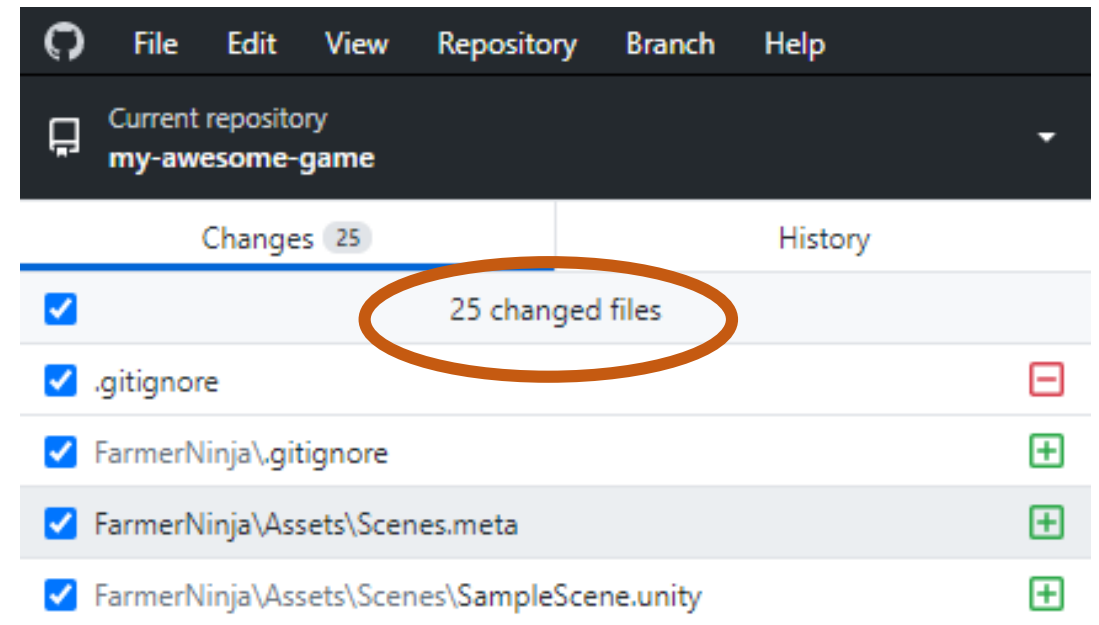 File Edit View Repository Branch Help
Current repository
my-awesome-game
Changes 25 History
25 changed files
.gitignore
FarmerNinja\.gitignore
FarmerNinja\Assets\Scenes.meta
FarmerNinja\Assets\Scenes\SampleScene.unity